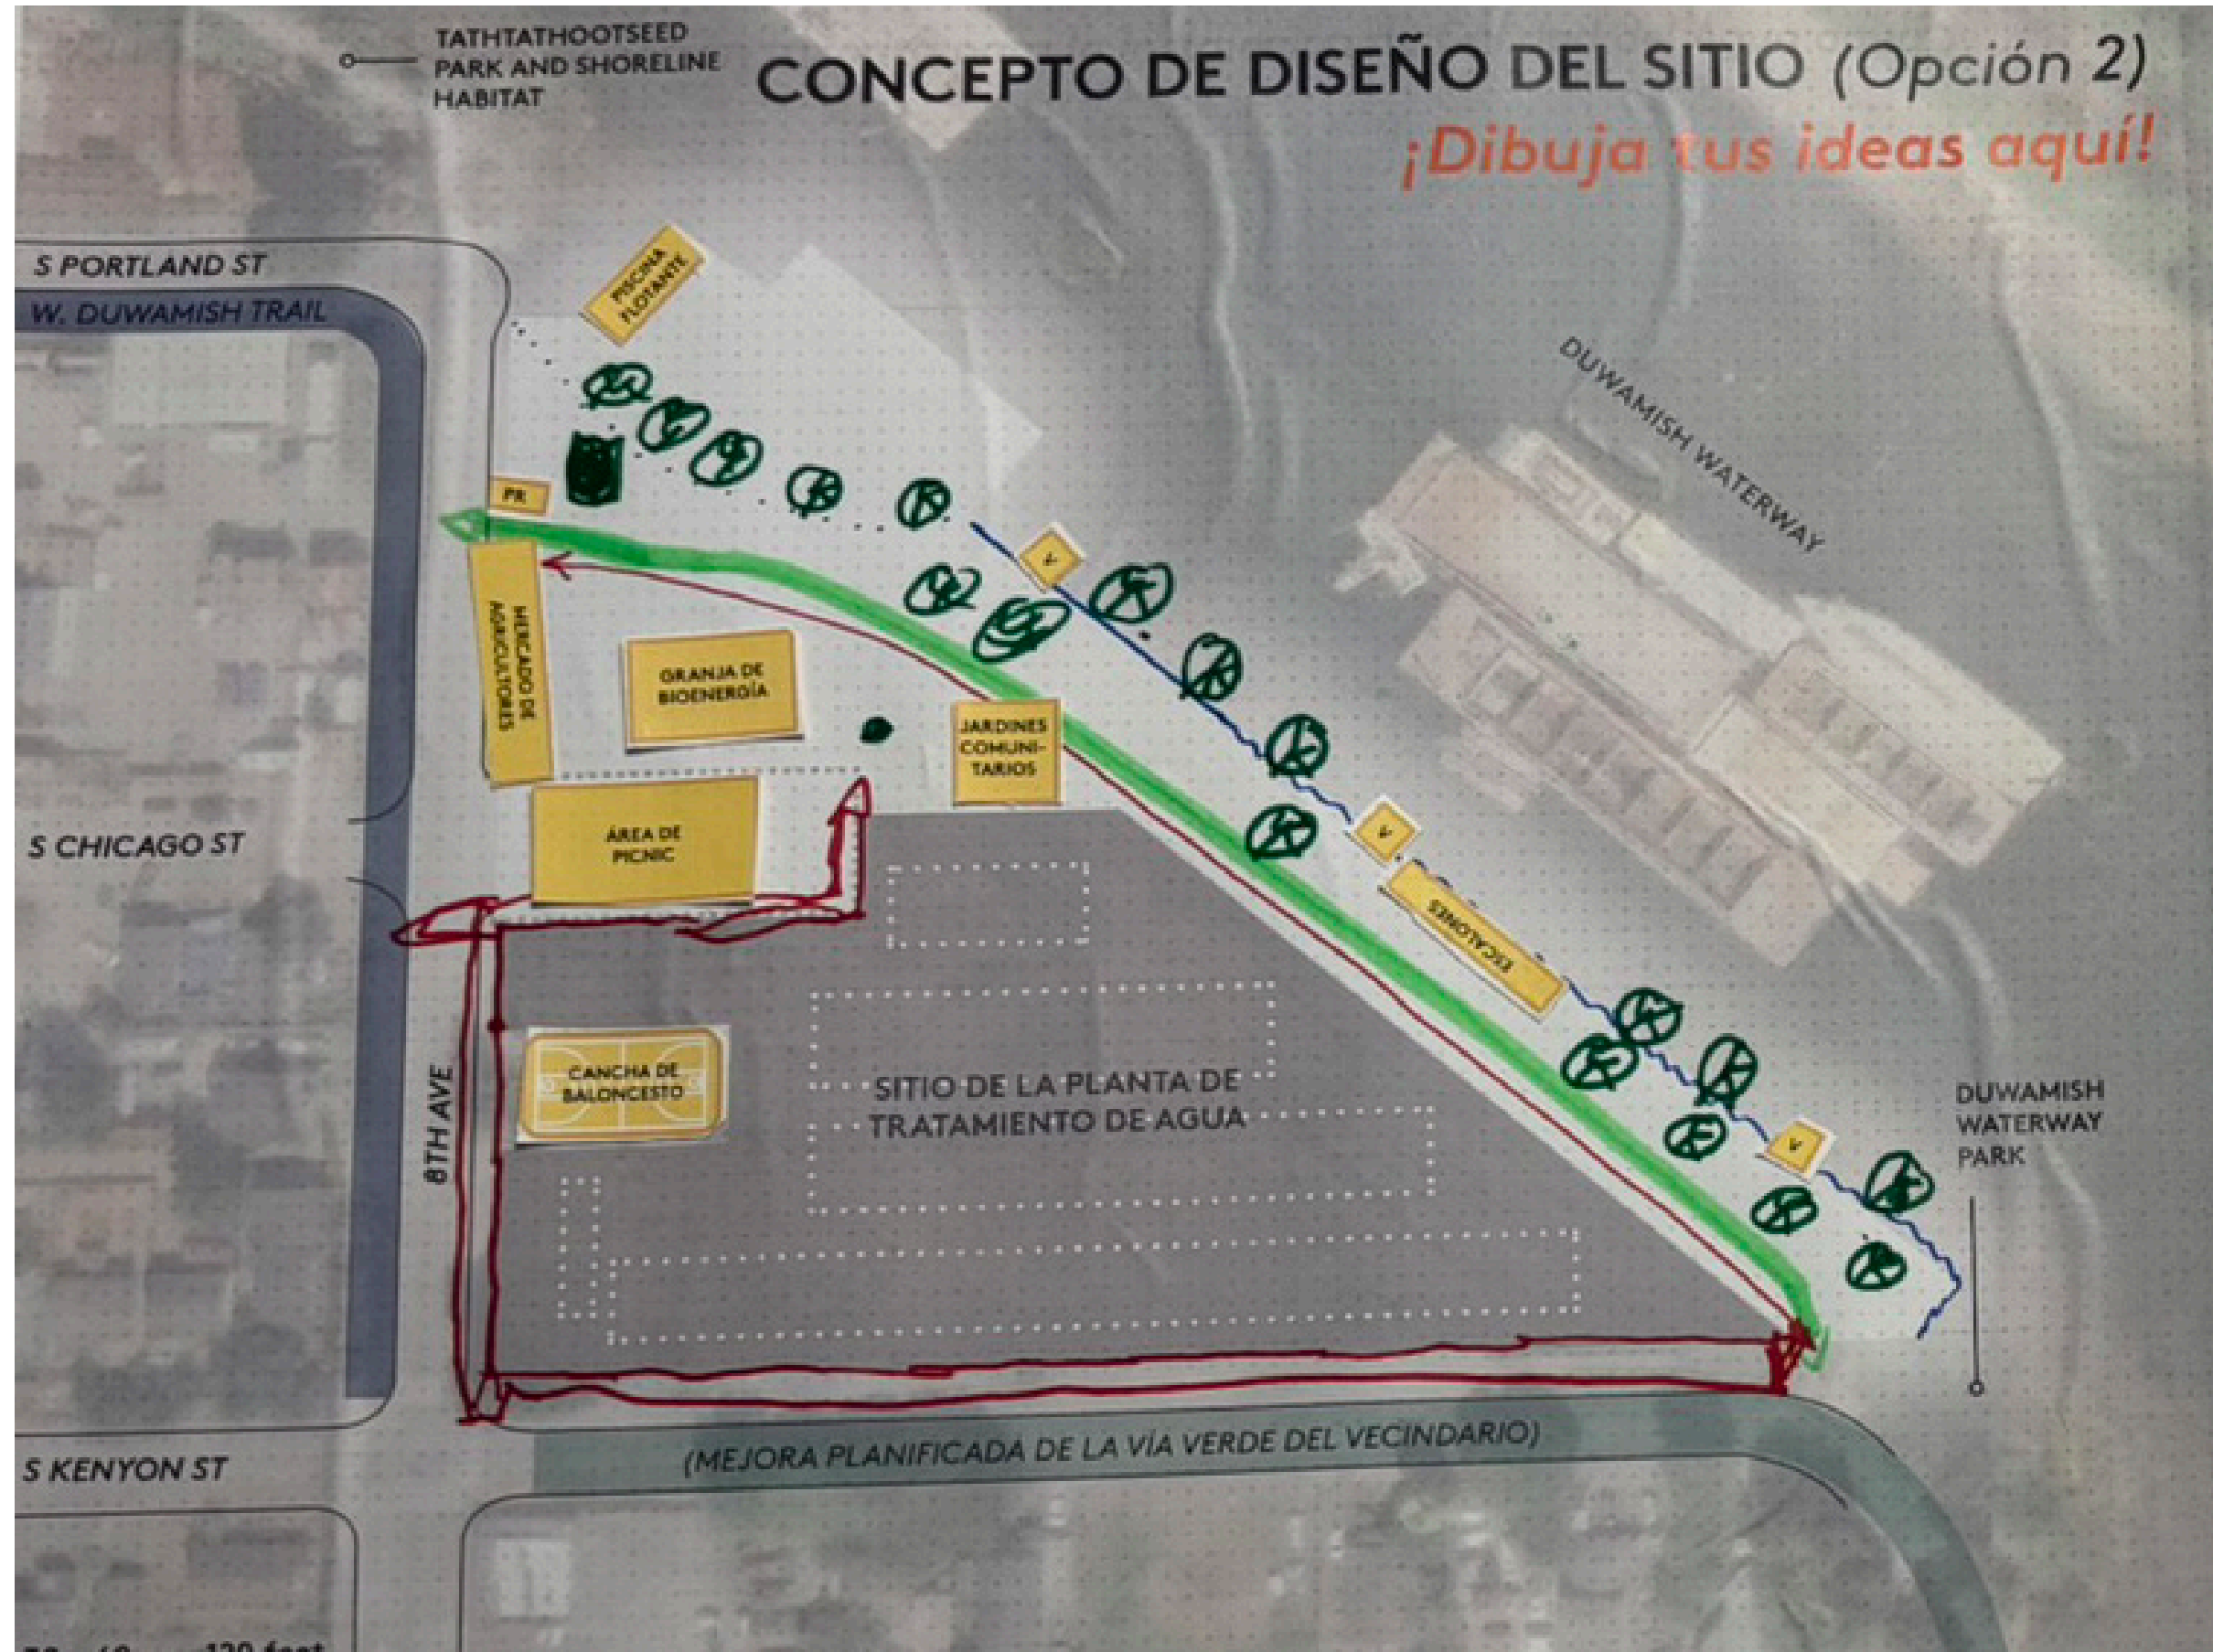 TATHTATHOOTSEED
PARK AND SHORELINE
HABITAT
CONCEPTO DE DISEÑO DEL SITIO (Opción 2)
¡Dibuja tus ideas aquí!
S PORTLAND ST
W. DUWAMISH TRAIL
PISCINA
FLOTANTE
DUWAMISH WATERWAY
PR
MERCADO DE
AGRICULTORES
GRANJA DE
BIOENERGÍA
JARDINES
COMUNI-
TARIOS
V
S CHICAGO ST
ÁREA DE
PICNIC
V
ESCALONES
8TH AVE
CANCHA DE
BALONCESTO
SITIO DE LA PLANTA DE
TRATAMIENTO DE AGUA
V
DUWAMISH
WATERWAY
PARK
S KENYON ST
(MEJORA PLANIFICADA DE LA VÍA VERDE DEL VECINDARIO)
120 feet